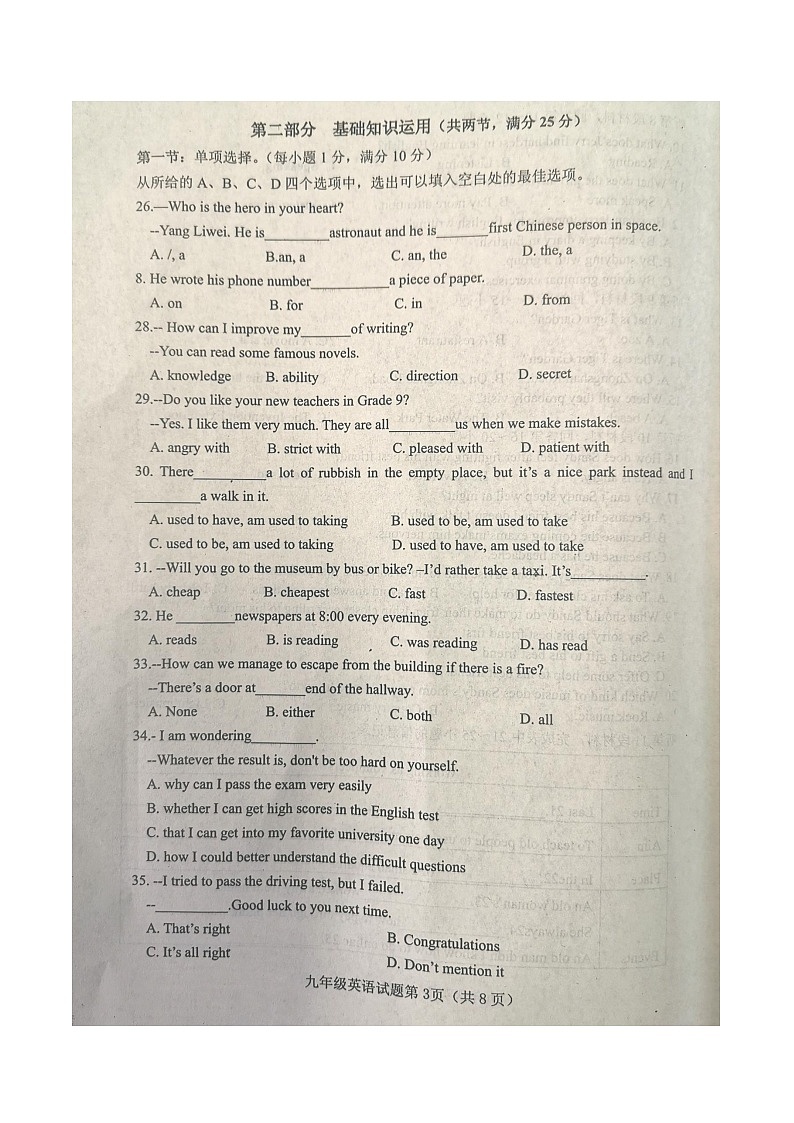 第二部分 基础知识运用（共两节，满分 25 分）
第一节：单项选择。（每小题 1 分，满分 10 分）
从所给的 A、B、C、D 四个选项中，选出可以填入空白处的最佳选项。
26.—Who is the hero in your heart?
--Yang Liwei. He is________astronaut and he is_______first Chinese person in space.
A. /, a B.an, a C. an, the D. the, a
8. He wrote his phone number__________a piece of paper.
A. on B. for C. in D. from
28.-- How can I improve my_______of writing?
--You can read some famous novels.
A. knowledge B. ability C. direction D. secret
29.--Do you like your new teachers in Grade 9?
--Yes. I like them very much. They are all_________us when we make mistakes.
A. angry with B. strict with C. pleased with D. patient with
30. There__________a lot of rubbish in the empty place, but it's a nice park instead and I
_________a walk in it.
A. used to have, am used to taking B. used to be, am used to take
C. used to be, am used to taking D. used to have, am used to take
31. --Will you go to the museum by bus or bike? –I'd rather take a taxi. It's__________.
A. cheap B. cheapest C. fast D. fastest
32. He ________newspapers at 8:00 every evening.
A. reads B. is reading C. was reading D. has read
33.--How can we manage to escape from the building if there is a fire?
--There's a door at_______end of the hallway.
A. None B. either C. both D. all
34.- I am wondering_________.
--Whatever the result is, don't be too hard on yourself.
A. why can I pass the exam very easily
B. whether I can get high scores in the English test
C. that I can get into my favorite university one day
D. how I could better understand the difficult questions
35. --I tried to pass the driving test, but I failed.
--__________.Good luck to you next time.
A. That's right B. Congratulations
C. It's all right D. Don't mention it
九年级英语试题第 3页（共 8 页）